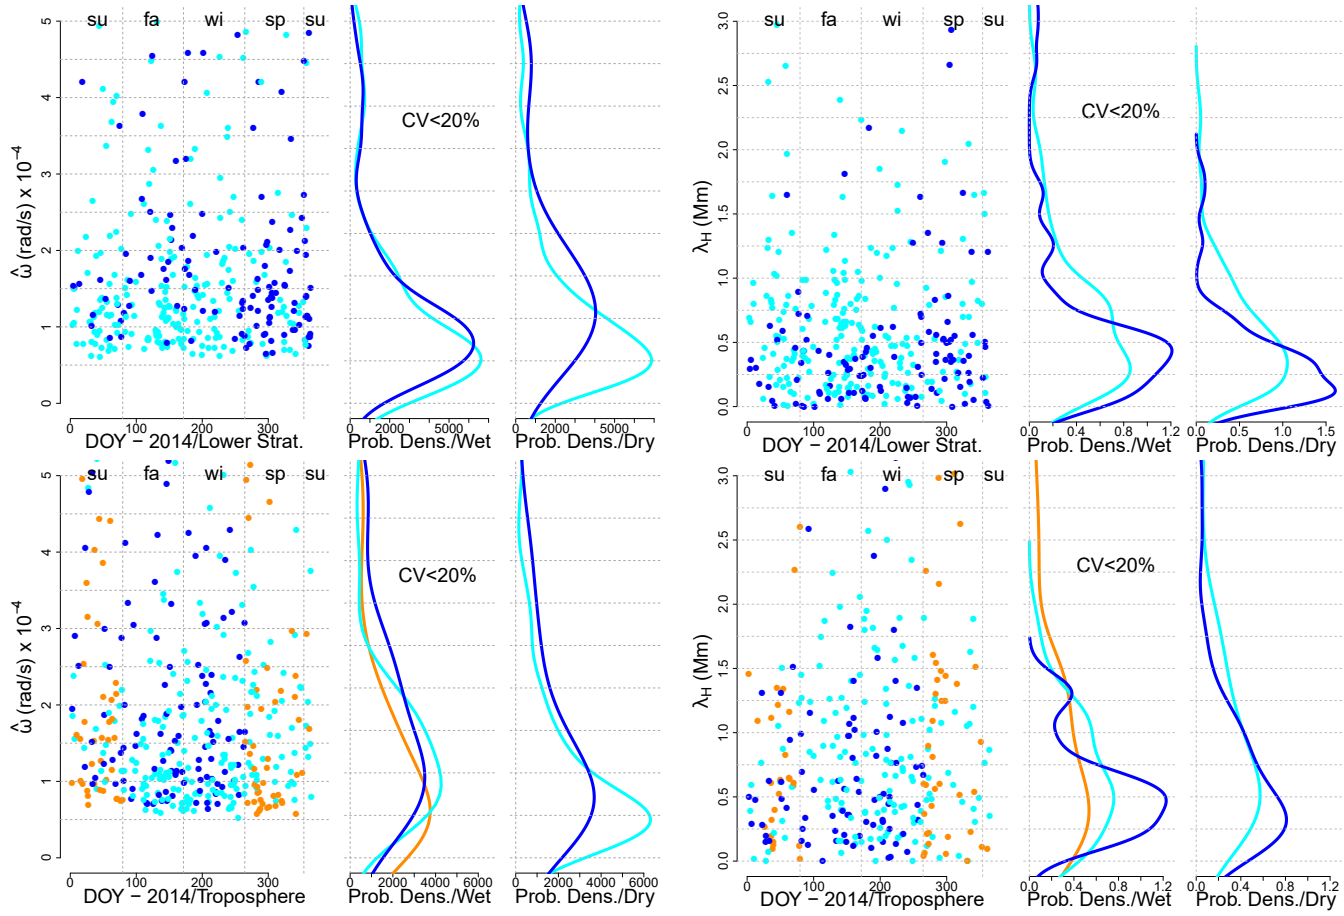 su fa wi sp su
ω̂ (rad/s) x 10⁻⁴
0 1 2 3 4 5
CV<20%
0 100 200 300
2000 5000
2000 4000 6000
DOY − 2014/Lower Strat.
Prob. Dens./Wet
Prob. Dens./Dry
su fa wi sp su
λH (Mm)
0.0 0.5 1.0 1.5 2.0 2.5 3.0
CV<20%
0 100 200 300
0.0 0.4 0.8 1.2
0.0 0.5 1.0 1.5
DOY − 2014/Lower Strat.
Prob. Dens./Wet
Prob. Dens./Dry
su fa wi sp su
ω̂ (rad/s) x 10⁻⁴
0 1 2 3 4 5
CV<20%
0 100 200 300
0 2000 4000 6000
0 2000 4000 6000
DOY − 2014/Troposphere
Prob. Dens./Wet
Prob. Dens./Dry
su fa wi sp su
λH (Mm)
0.0 0.5 1.0 1.5 2.0 2.5 3.0
CV<20%
0 100 200 300
0.0 0.4 0.8 1.2
0.0 0.4 0.8 1.2
DOY − 2014/Troposphere
Prob. Dens./Wet
Prob. Dens./Dry